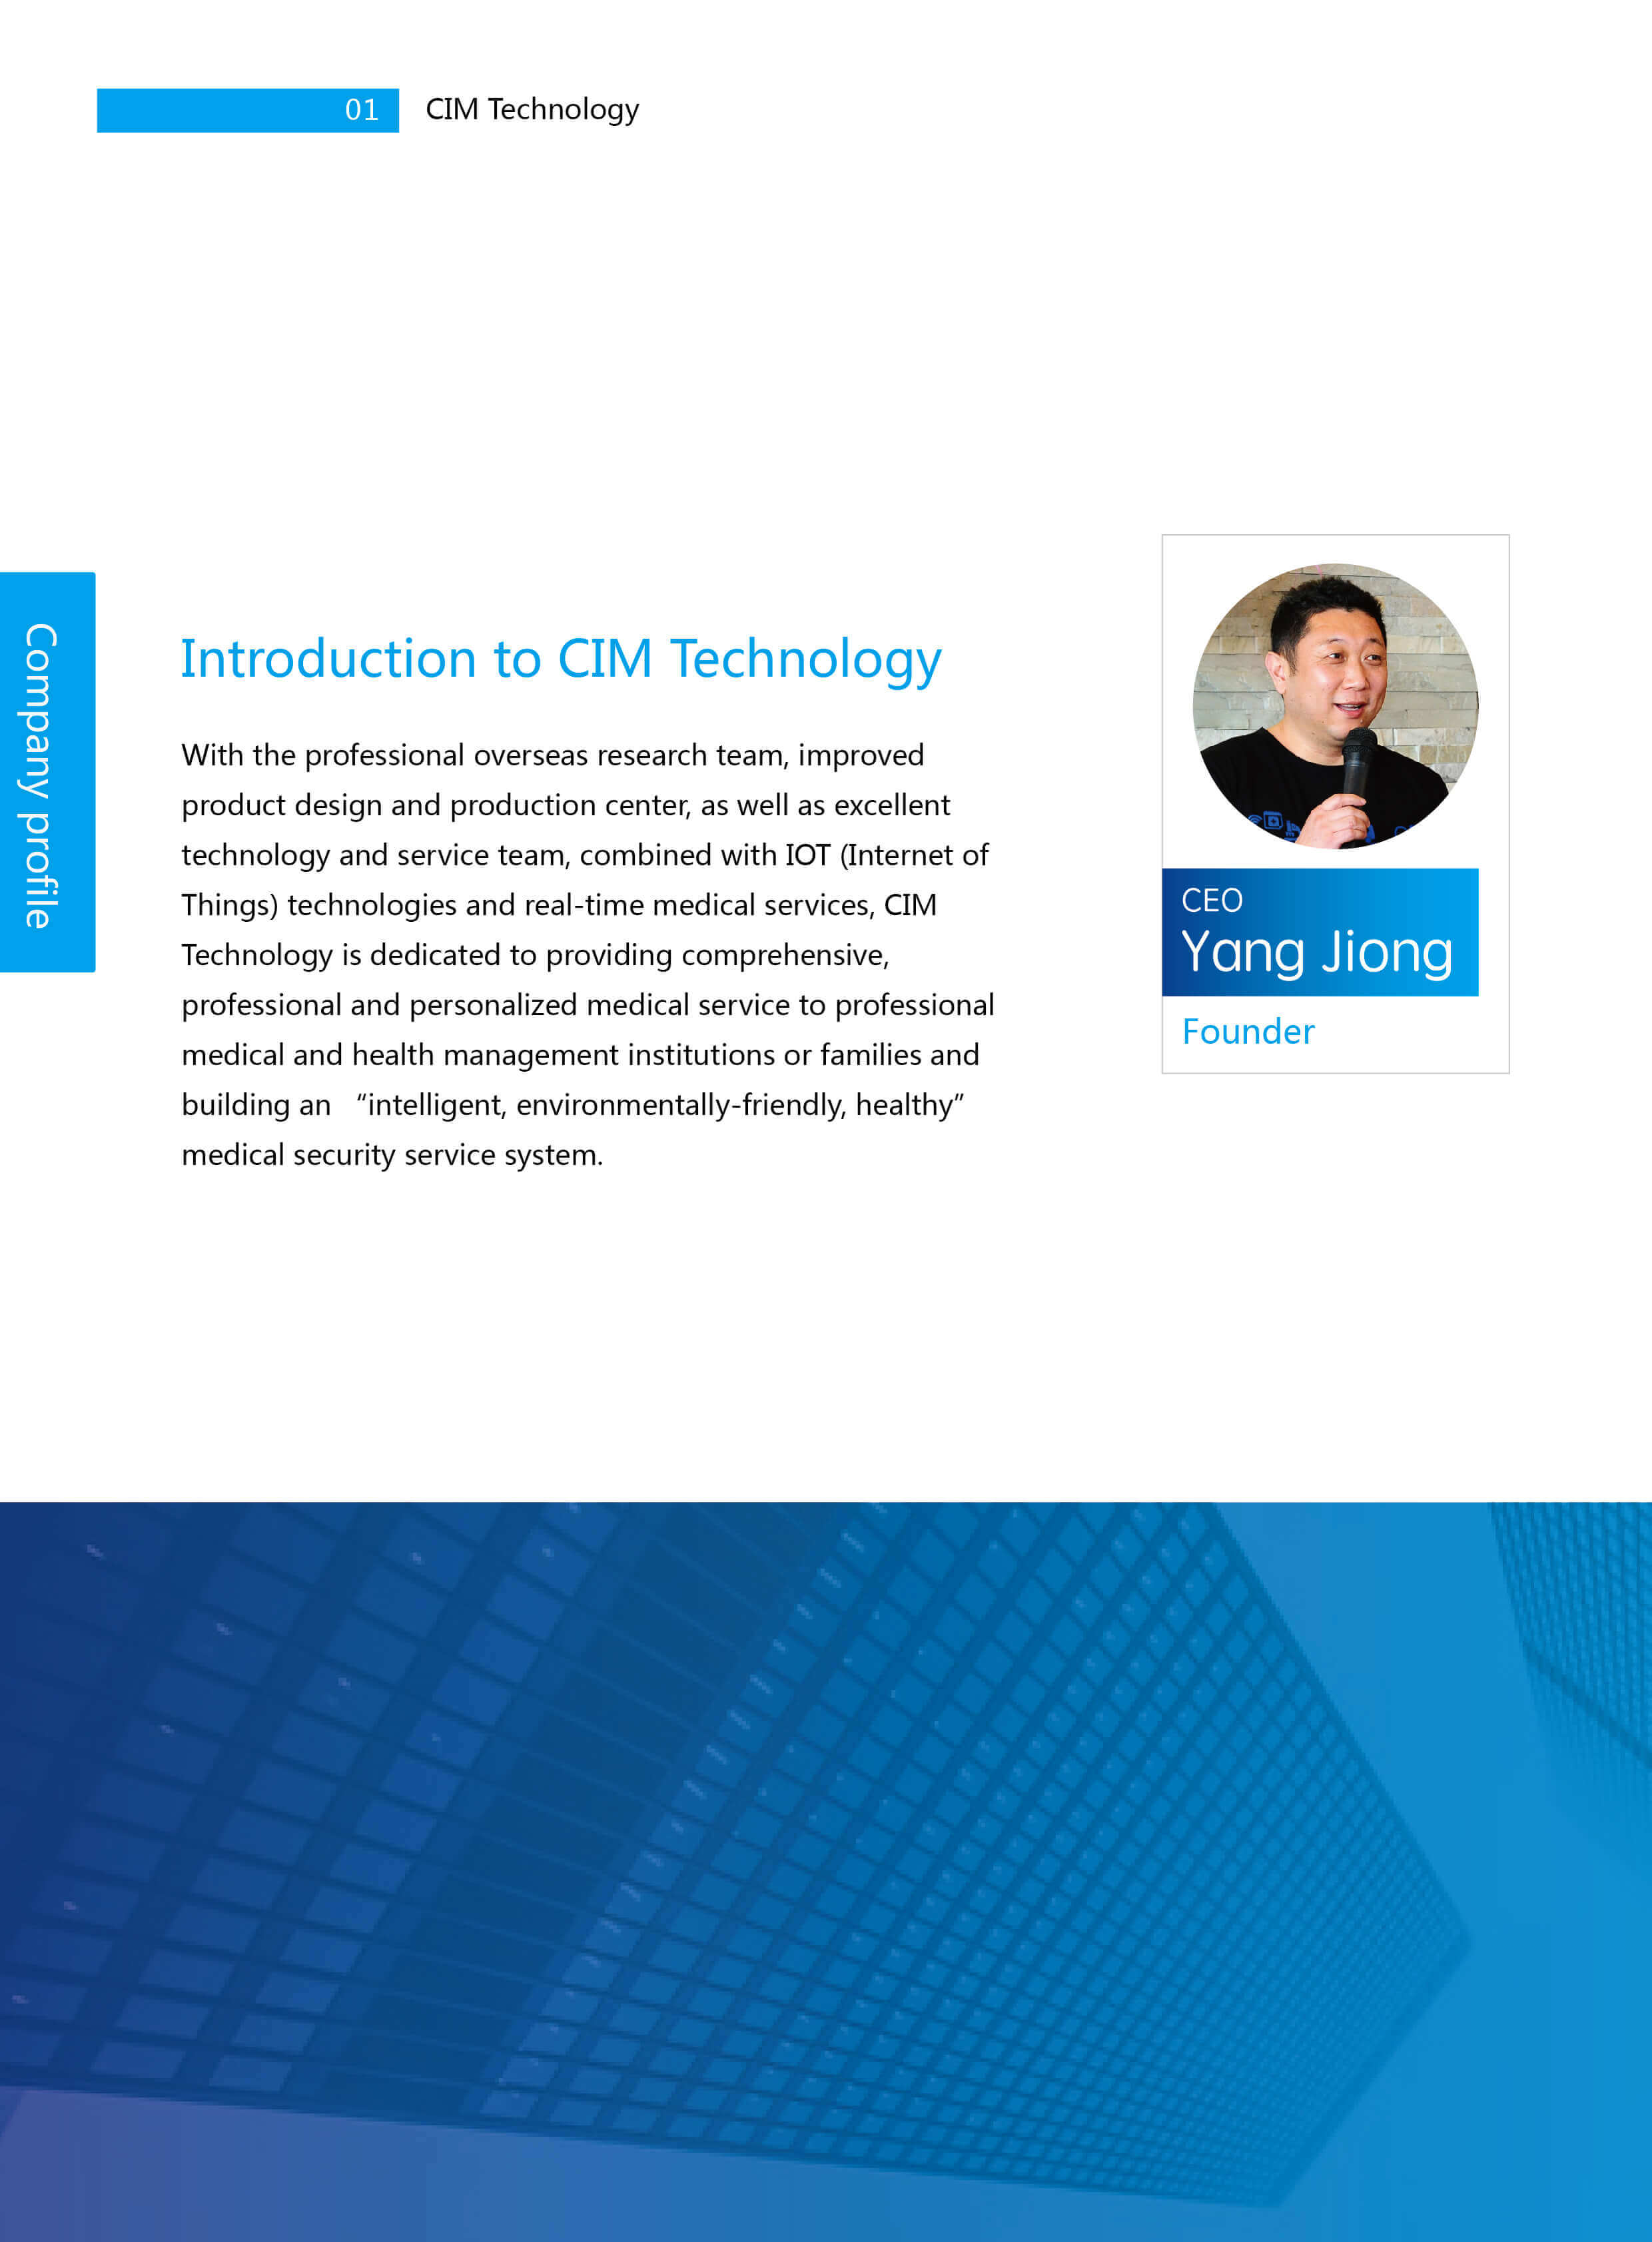 01 CIM Technology
Company profile
Introduction to CIM Technology
With the professional overseas research team, improved
product design and production center, as well as excellent
technology and service team, combined with IOT (Internet of
Things) technologies and real-time medical services, CIM
Technology is dedicated to providing comprehensive,
professional and personalized medical service to professional
medical and health management institutions or families and
building an “intelligent, environmentally-friendly, healthy”
medical security service system.
CEO
Yang Jiong
Founder